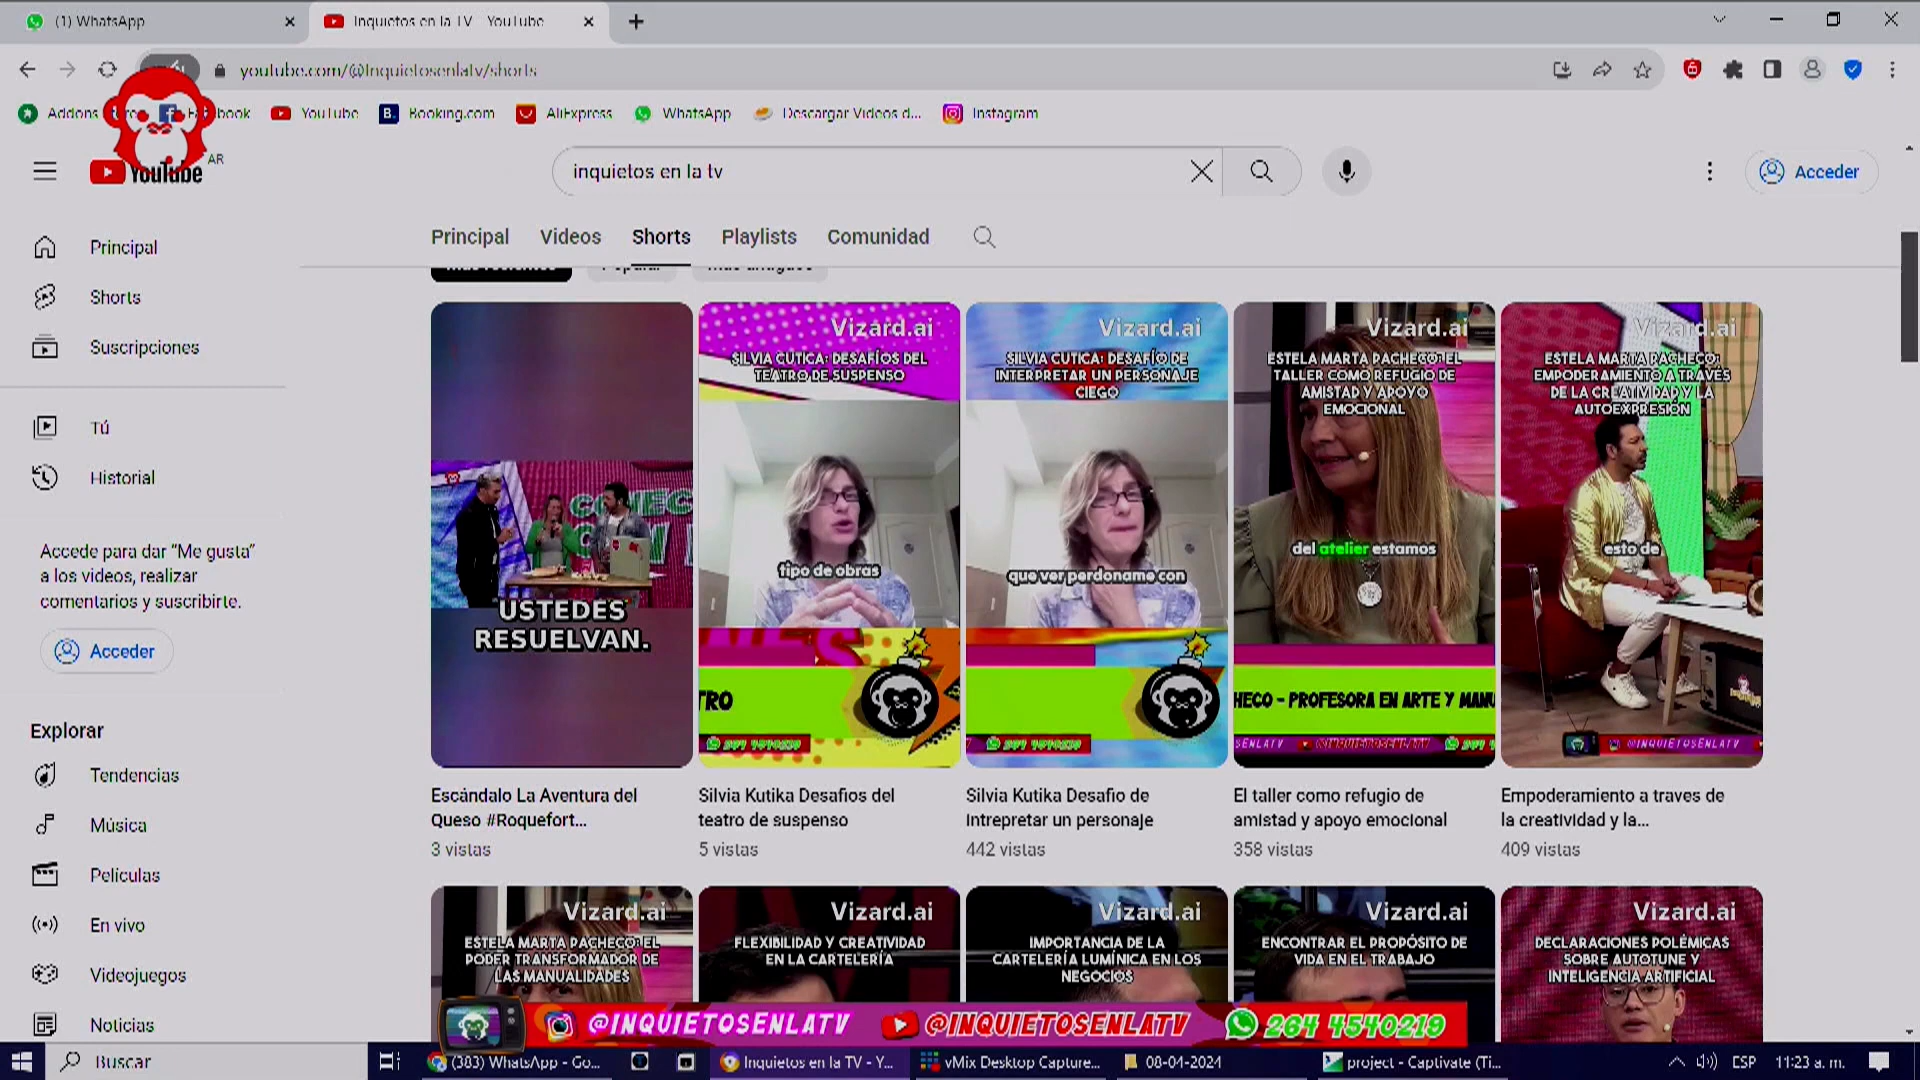 (1) WhatsApp
Inquietos en la TV - YouTube
youtube.com/@Inquietosenlatv/shorts
Addons
YouTube
Booking.com
AliExpress
WhatsApp
Descargar Videos d...
Instagram
YouTube
AR
inquietos en la tv
Acceder
Principal
Videos
Shorts
Playlists
Comunidad
Principal
Shorts
Suscripciones
Tú
Historial
Accede para dar “Me gusta”
a los videos, realizar
comentarios y suscribirte.
Acceder
Explorar
Tendencias
Música
Películas
En vivo
Videojuegos
Noticias
USTEDES
RESUELVAN.
Escándalo La Aventura del
Queso #Roquefort...
3 vistas
Vizard.ai
SILVIA CUTICA: DESAFÍOS DEL
TEATRO DE SUSPENSO
tipo de obras
TRO
264 4540219
Silvia Kutika Desafios del
teatro de suspenso
5 vistas
Vizard.ai
SILVIA CUTICA: DESAFÍO DE
INTERPRETAR UN PERSONAJE
CIEGO
que ver perdoname con
264 4540219
Silvia Kutika Desafio de
intrepretar un personaje
442 vistas
Vizard.ai
ESTELA MARTA PACHECO: EL
TALLER COMO REFUGIO DE
AMISTAD Y APOYO
EMOCIONAL
del atelier estamos
HECO - PROFESORA EN ARTE Y MANU
SENLATV @INQUIETOSENLATV 264 4
El taller como refugio de
amistad y apoyo emocional
358 vistas
Vizard.ai
ESTELA MARTA PACHECO:
EMPODERAMIENTO A TRAVÉS
DE LA CREATIVIDAD Y LA
AUTOEXPRESIÓN
esto de
@INQUIETOSENLATV
Empoderamiento a traves de
la creatividad y la...
409 vistas
Vizard.ai
ESTELA MARTA PACHECO: EL
PODER TRANSFORMADOR DE
LAS MANUALIDADES
Vizard.ai
FLEXIBILIDAD Y CREATIVIDAD
EN LA CARTELERÍA
Vizard.ai
IMPORTANCIA DE LA
CARTELERÍA LUMÍNICA EN LOS
NEGOCIOS
Vizard.ai
ENCONTRAR EL PROPÓSITO DE
VIDA EN EL TRABAJO
Vizard.ai
DECLARACIONES POLÉMICAS
SOBRE AUTOTUNE Y
INTELIGENCIA ARTIFICIAL
@INQUIETOSENLATV @INQUIETOSENLATV 264 4540219
Buscar
(383) WhatsApp - Go...
Inquietos en la TV - Y...
vMix Desktop Capture...
08-04-2024
project - Captivate (Ti...
ESP
11:23 a. m.